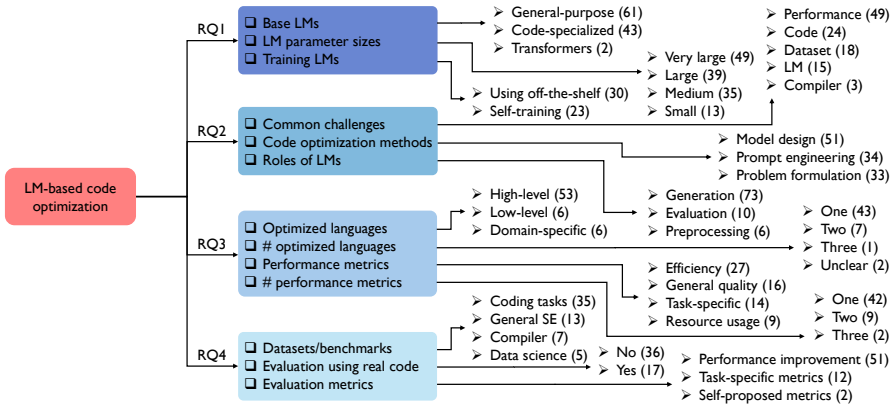 LM-based code
optimization
RQ1
❑ Base LMs
❑ LM parameter sizes
❑ Training LMs
➢ General-purpose (61)
➢ Code-specialized (43)
➢ Transformers (2)
➢ Very large (49)
➢ Large (39)
➢ Medium (35)
➢ Small (13)
➢ Using off-the-shelf (30)
➢ Self-training (23)
RQ2
❑ Common challenges
❑ Code optimization methods
❑ Roles of LMs
➢ Performance (49)
➢ Code (24)
➢ Dataset (18)
➢ LM (15)
➢ Compiler (3)
➢ Model design (51)
➢ Prompt engineering (34)
➢ Problem formulation (33)
➢ Generation (73)
➢ Evaluation (10)
➢ Preprocessing (6)
RQ3
❑ Optimized languages
❑ # optimized languages
❑ Performance metrics
❑ # performance metrics
➢ High-level (53)
➢ Low-level (6)
➢ Domain-specific (6)
➢ One (43)
➢ Two (7)
➢ Three (1)
➢ Unclear (2)
➢ Efficiency (27)
➢ General quality (16)
➢ Task-specific (14)
➢ Resource usage (9)
➢ One (42)
➢ Two (9)
➢ Three (2)
RQ4
❑ Datasets/benchmarks
❑ Evaluation using real code
❑ Evaluation metrics
➢ Coding tasks (35)
➢ General SE (13)
➢ Compiler (7)
➢ Data science (5)
➢ No (36)
➢ Yes (17)
➢ Performance improvement (51)
➢ Task-specific metrics (12)
➢ Self-proposed metrics (2)